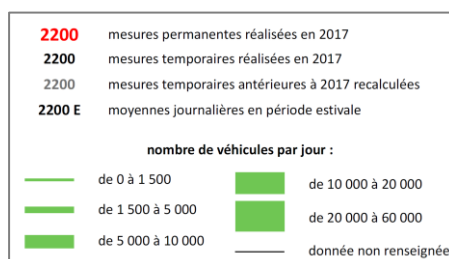 2200 mesures permanentes réalisées en 2017
2200 mesures temporaires réalisées en 2017
2200 mesures temporaires antérieures à 2017 recalculées
2200 E moyennes journalières en période estivale
nombre de véhicules par jour :
de 0 à 1 500
de 10 000 à 20 000
de 1 500 à 5 000
de 20 000 à 60 000
de 5 000 à 10 000
donnée non renseignée